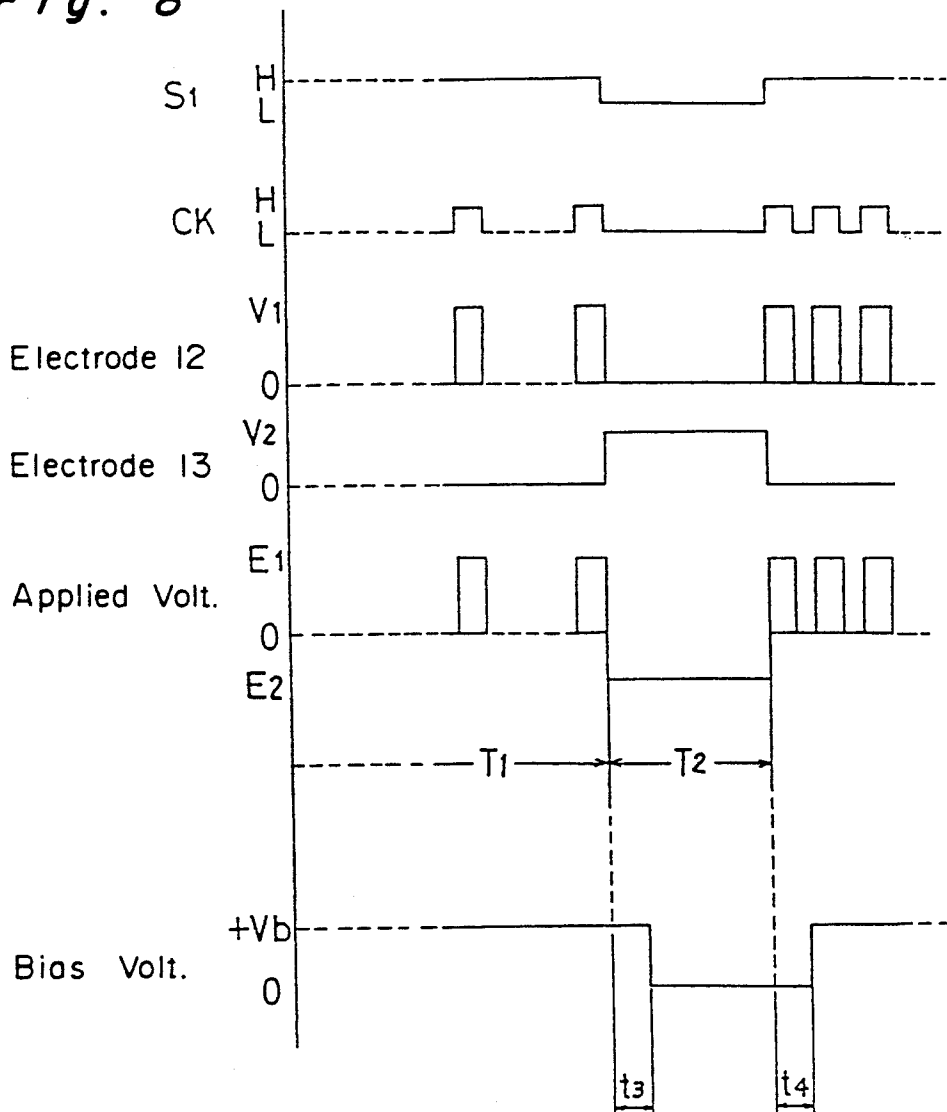 Fig. 8
S1 H
L
CK H
L
V1
Electrode 12
0
V2
Electrode 13
0
E1
Applied Volt.
0
E2
T1 T2
+Vb
Bias Volt.
0
t3 t4